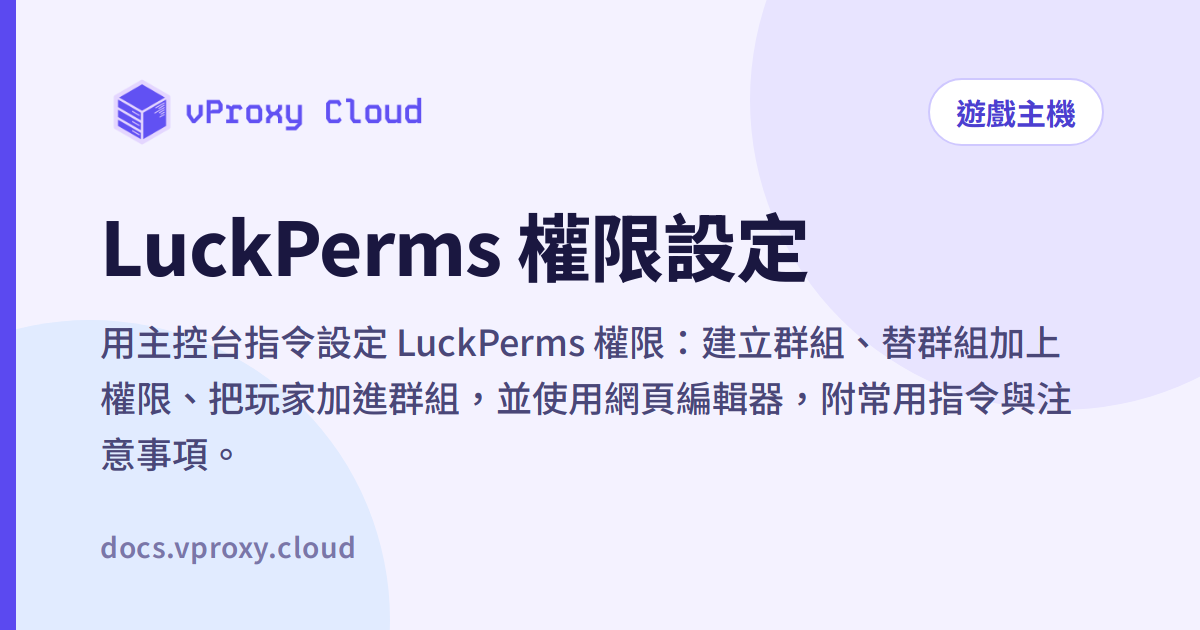 vProxy Cloud
遊戲主機
LuckPerms 權限設定
用主控台指令設定 LuckPerms 權限：建立群組、替群組加上
權限、把玩家加進群組，並使用網頁編輯器，附常用指令與注
意事項。
docs.vproxy.cloud